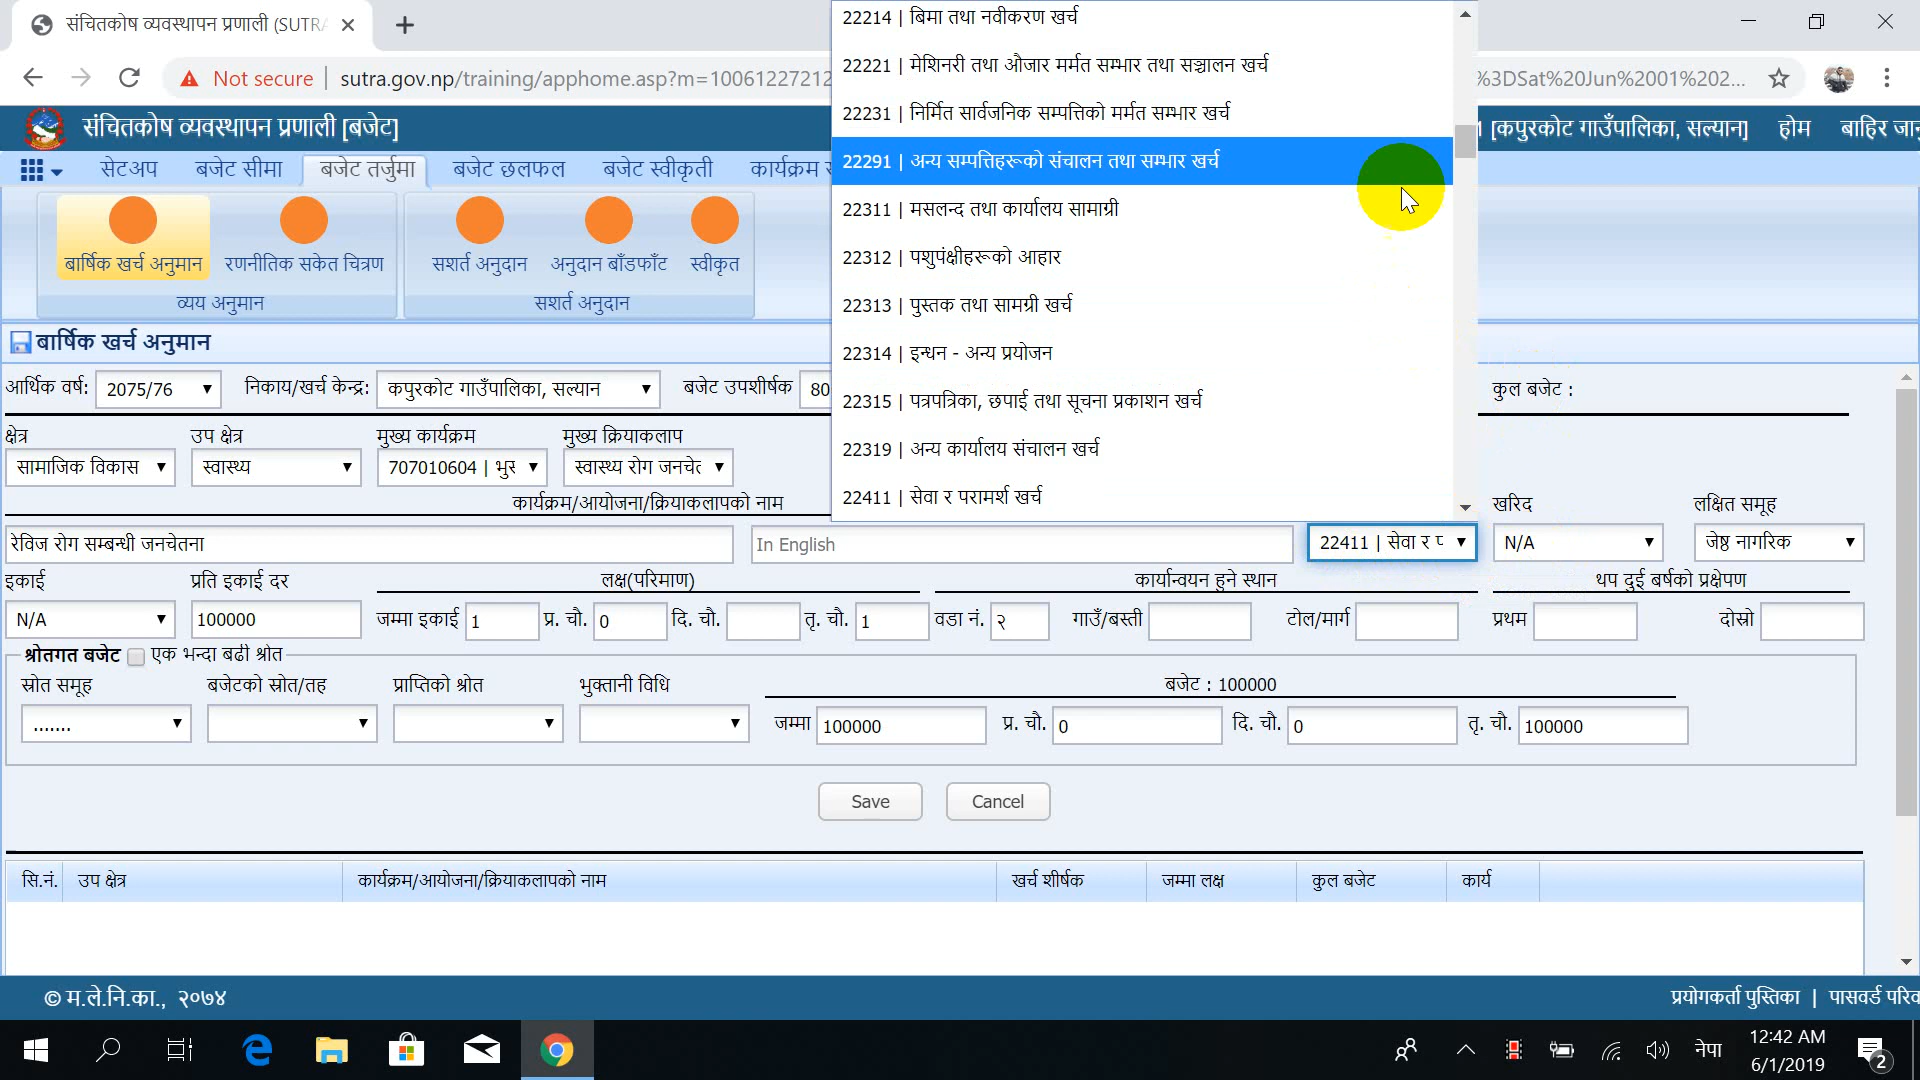 संचितकोष व्यवस्थापन प्रणाली (SUTRA
Not secure | sutra.gov.np/training/apphome.asp?m=10061227212
%3DSat%20Jun%2001%202...
संचितकोष व्यवस्थापन प्रणाली [बजेट]
[कपुरकोट गाउँपालिका, सल्यान] होम बाहिर जानु
सेटअप बजेट सीमा बजेट तर्जुमा बजेट छलफल बजेट स्वीकृती कार्यक्रम
बार्षिक खर्च अनुमान रणनीतिक सकेत चित्रण सशर्त अनुदान अनुदान बाँडफाँट स्वीकृत
व्यय अनुमान सशर्त अनुदान
22214 | बिमा तथा नवीकरण खर्च
22221 | मेशिनरी तथा औजार मर्मत सम्भार तथा सञ्चालन खर्च
22231 | निर्मित सार्वजनिक सम्पत्तिको मर्मत सम्भार खर्च
22291 | अन्य सम्पत्तिहरूको संचालन तथा सम्भार खर्च
22311 | मसलन्द तथा कार्यालय सामाग्री
22312 | पशुपंक्षीहरूको आहार
22313 | पुस्तक तथा सामग्री खर्च
22314 | इन्धन - अन्य प्रयोजन
22315 | पत्रपत्रिका, छपाई तथा सूचना प्रकाशन खर्च
22319 | अन्य कार्यालय संचालन खर्च
22411 | सेवा र परामर्श खर्च
बार्षिक खर्च अनुमान
आर्थिक वर्ष: 2075/76 निकाय/खर्च केन्द्र: कपुरकोट गाउँपालिका, सल्यान बजेट उपशीर्षक 80 कुल बजेट :
क्षेत्र उप क्षेत्र मुख्य कार्यक्रम मुख्य क्रियाकलाप
सामाजिक विकास स्वास्थ्य 707010604 | भुस स्वास्थ्य रोग जनचेत
कार्यक्रम/आयोजना/क्रियाकलापको नाम खरिद लक्षित समूह
रेविज रोग सम्बन्धी जनचेतना In English 22411 | सेवा र प N/A जेष्ठ नागरिक
इकाई प्रति इकाई दर लक्ष(परिमाण) कार्यान्वयन हुने स्थान थप दुई बर्षको प्रक्षेपण
N/A 100000 जम्मा इकाई 1 प्र. चौ. 0 दि. चौ. तृ. चौ. 1 वडा नं. २ गाउँ/बस्ती टोल/मार्ग प्रथम दोस्रो
श्रोतगत बजेट एक भन्दा बढी श्रोत
स्रोत समूह बजेटको स्रोत/तह प्राप्तिको श्रोत भुक्तानी विधि बजेट : 100000
....... जम्मा 100000 प्र. चौ. 0 दि. चौ. 0 तृ. चौ. 100000
Save Cancel
सि.नं. उप क्षेत्र कार्यक्रम/आयोजना/क्रियाकलापको नाम खर्च शीर्षक जम्मा लक्ष कुल बजेट कार्य
© म.ले.नि.का., २०७४ प्रयोगकर्ता पुस्तिका | पासवर्ड परिव
नेपा 12:42 AM
6/1/2019 2